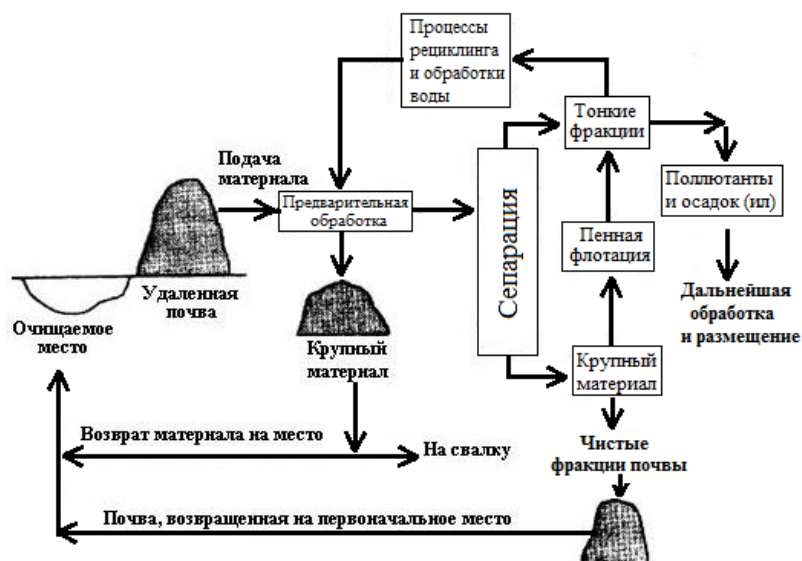 Процессы
рециклинга
и обработки
воды
Тонкие
фракции
Подача
материала
Предварительная
обработка
Сепарация
Пенная
флотация
Поллютанты
и осадок (ил)
Удаленная
почва
Очищаемое
место
Крупный
материал
Крупный
материал
Дальнейшая
обработка
и размещение
Возврат материала на место
На свалку
Чистые
фракции почвы
Почва, возвращенная на первоначальное место